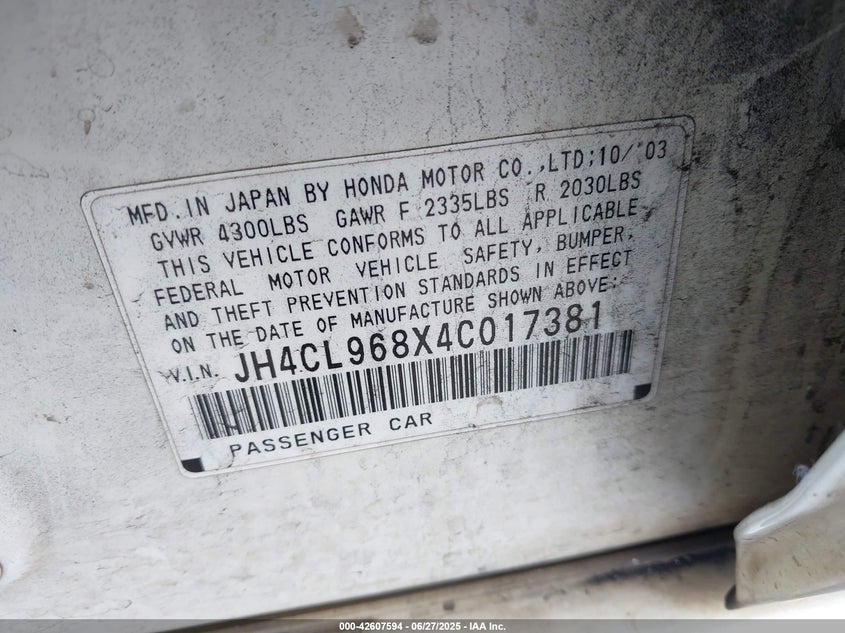 MFD. IN JAPAN BY HONDA MOTOR CO.,LTD;10/'03
GVWR 4300LBS GAWR F 2335LBS R 2030LBS
THIS VEHICLE CONFORMS TO ALL APPLICABLE
FEDERAL MOTOR VEHICLE SAFETY, BUMPER,
AND THEFT PREVENTION STANDARDS IN EFFECT
ON THE DATE OF MANUFACTURE SHOWN ABOVE;
V.I.N. JH4CL968X4C017381
PASSENGER CAR
000-42607594 - 06/27/2025 - IAA Inc.